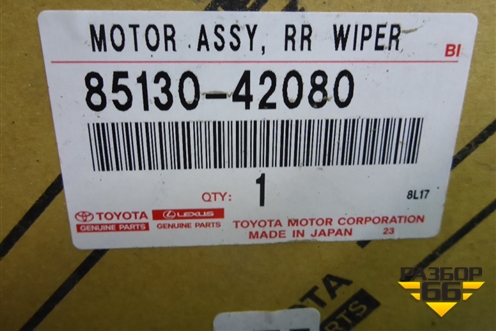 MOTOR ASSY, RR WIPER
BI
85130-42080
QTY: 1
8L17
TOYOTA
GENUINE PARTS
LEXUS
GENUINE PARTS
TOYOTA MOTOR CORPORATION
MADE IN JAPAN 23
РАЗБОР
66